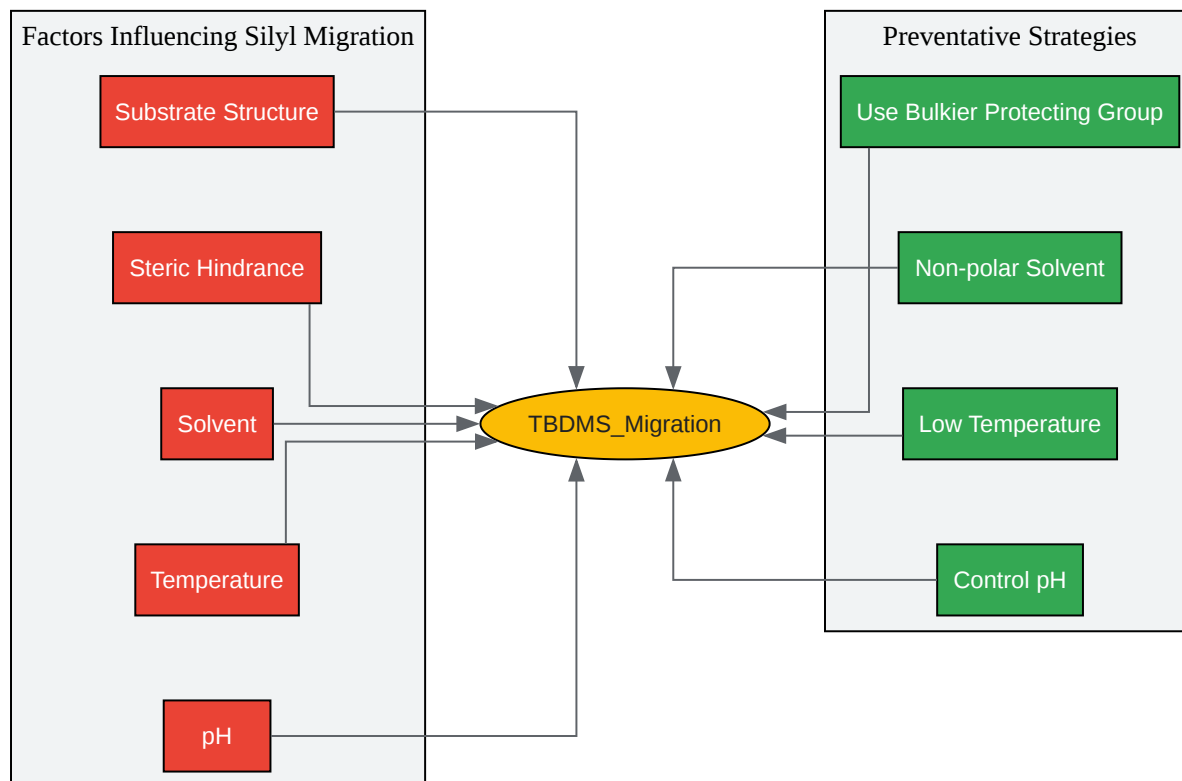 Factors Influencing Silyl Migration
Substrate Structure
Steric Hindrance
Solvent
Temperature
pH
TBDMS_Migration
Preventative Strategies
Use Bulkier Protecting Group
Non-polar Solvent
Low Temperature
Control pH